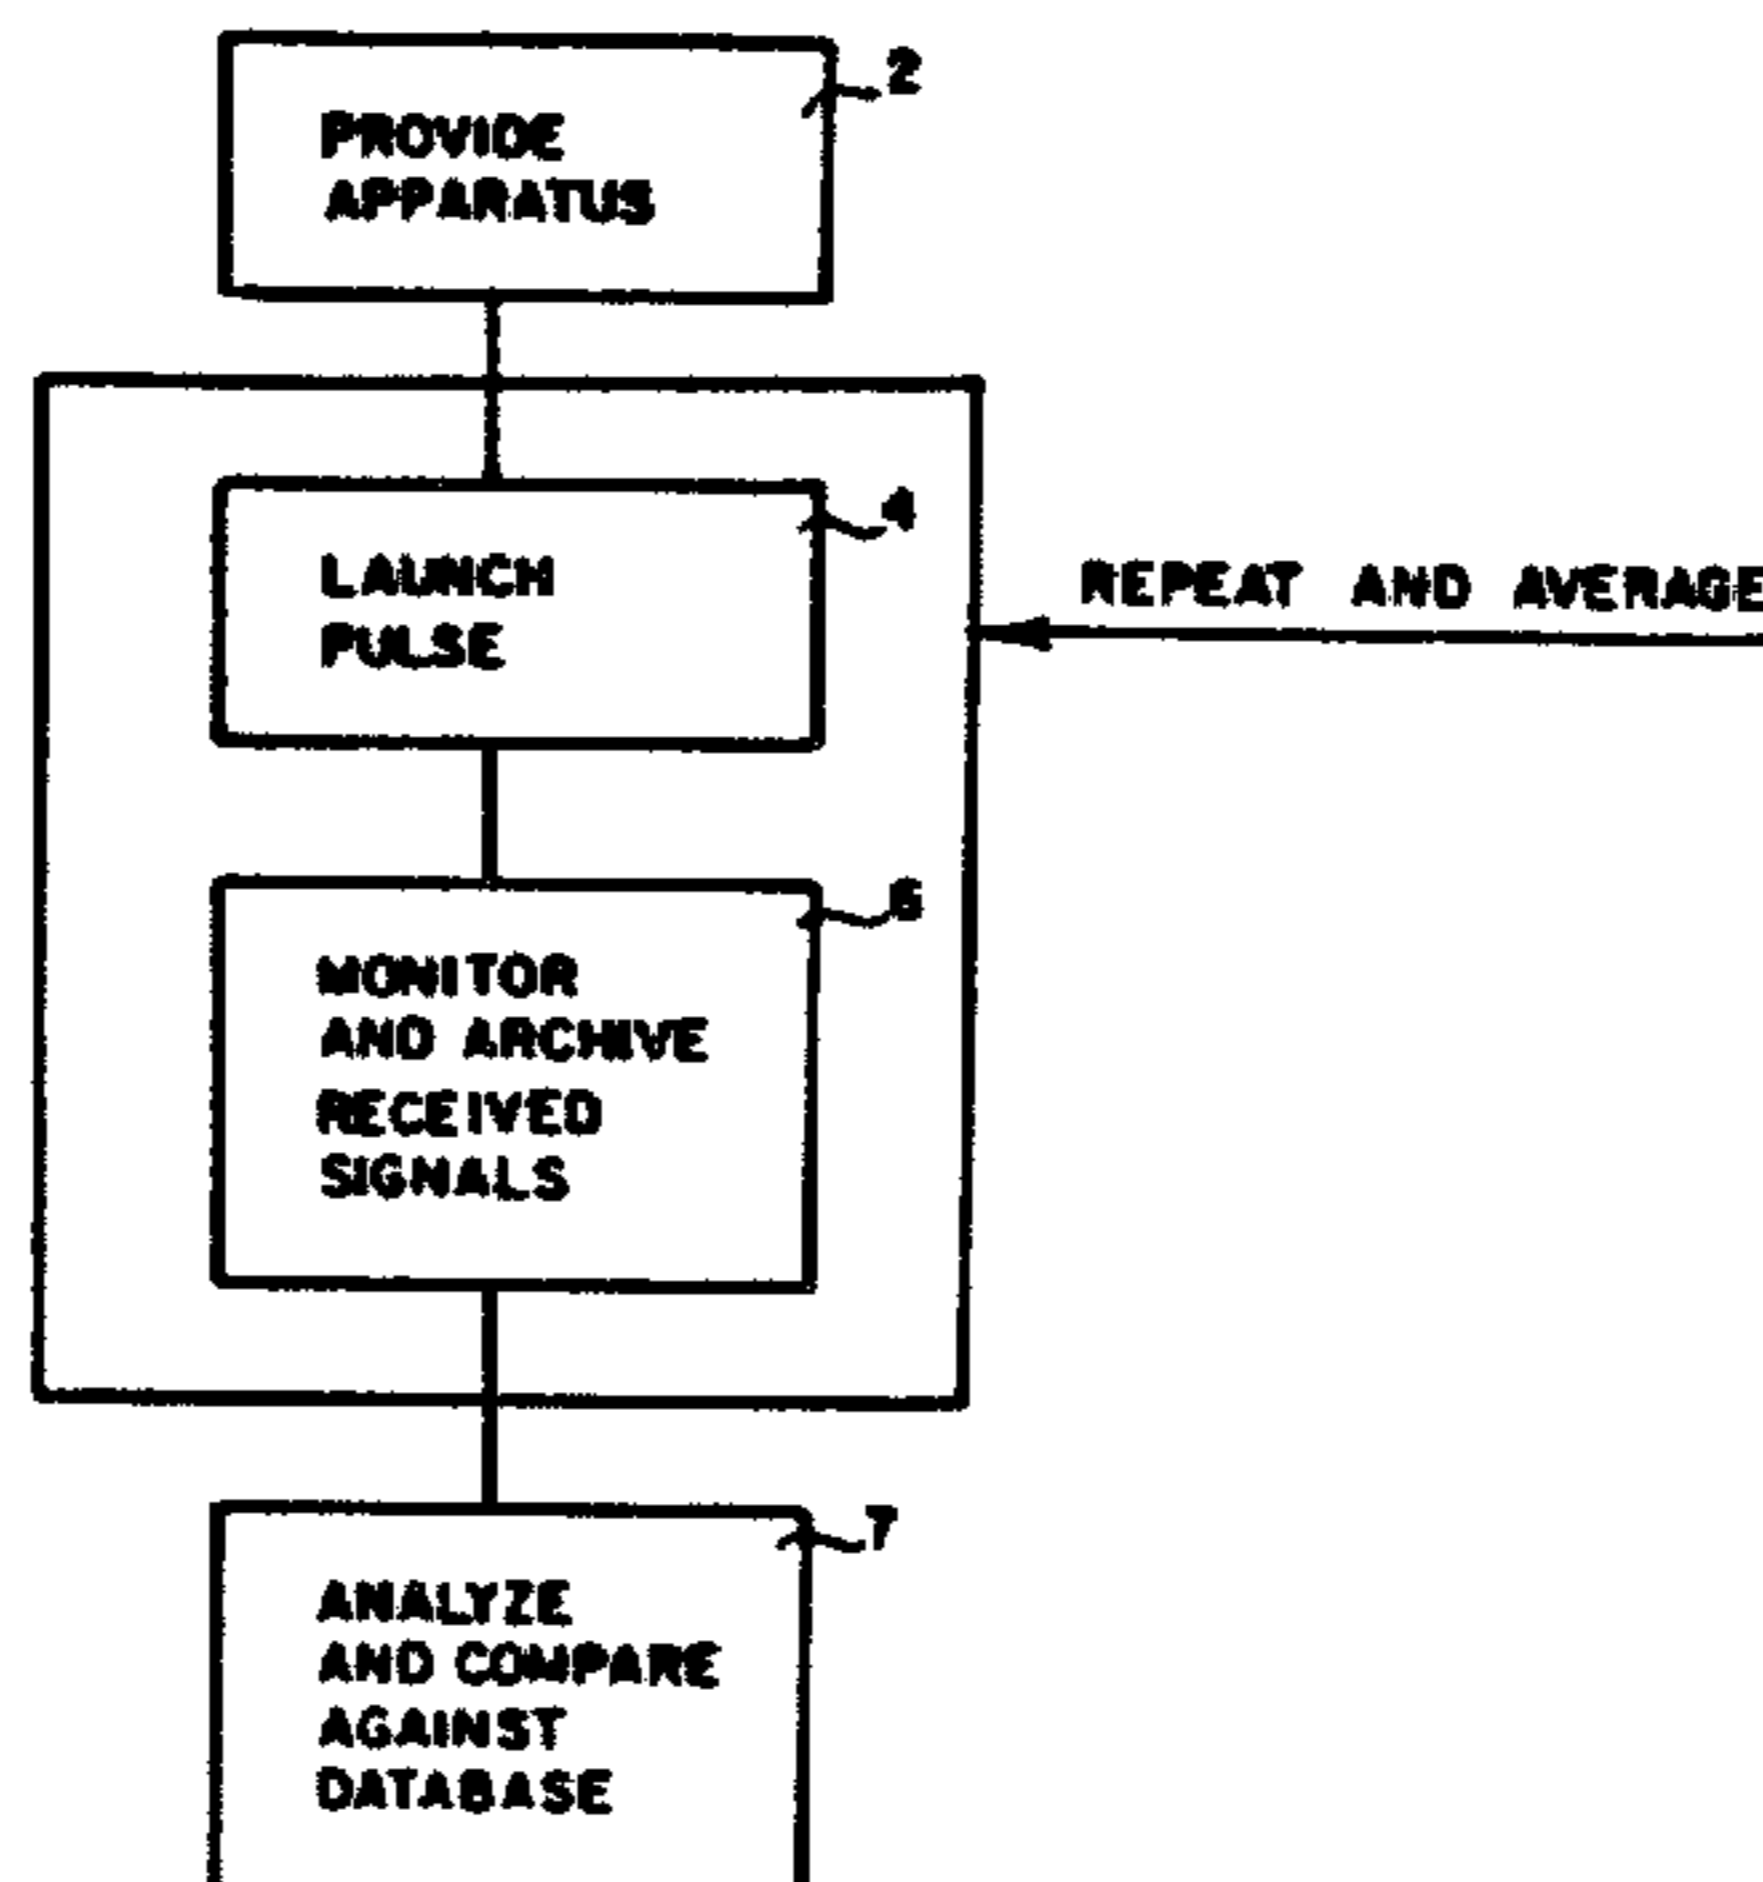 PROVIDE
APPARATUS
2
LAUNCH
PULSE
4
REPEAT AND AVERAGE
MONITOR
AND ARCHIVE
RECEIVED
SIGNALS
6
ANALYZE
AND COMPARE
AGAINST
DATABASE
7